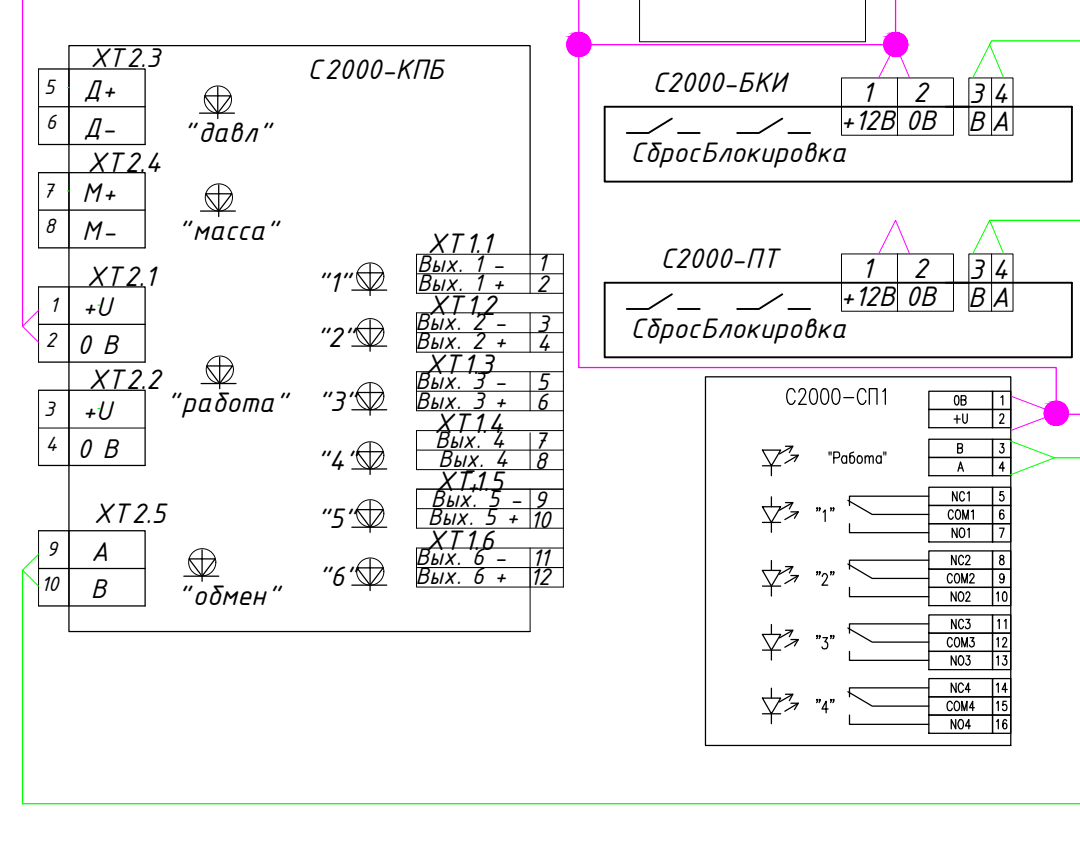 С2000-КПБ
XT2.3
5 Д+
6 Д-
"давл"
XT2.4
7 М+
8 М-
"масса"
XT2.1
1 +U
2 0 В
XT2.2
3 +U
4 0 В
"работа"
XT2.5
9 А
10 В
"обмен"
XT1.1
"1" Вых. 1 - 1
Вых. 1 + 2
XT1.2
"2" Вых. 2 - 3
Вых. 2 + 4
XT1.3
"3" Вых. 3 - 5
Вых. 3 + 6
XT1.4
"4" Вых. 4 7
Вых. 4 8
XT1.5
"5" Вых. 5 - 9
Вых. 5 + 10
XT1.6
"6" Вых. 6 - 11
Вых. 6 + 12
С2000-БКИ
1 2 3 4
+12В 0В В А
СбросБлокировка
С2000-ПТ
1 2 3 4
+12В 0В В А
СбросБлокировка
С2000-СП1
0В 1
+U 2
"Работа"
В 3
А 4
NC1 5
"1" COM1 6
NO1 7
NC2 8
"2" COM2 9
NO2 10
NC3 11
"3" COM3 12
NO3 13
NC4 14
"4" COM4 15
NO4 16